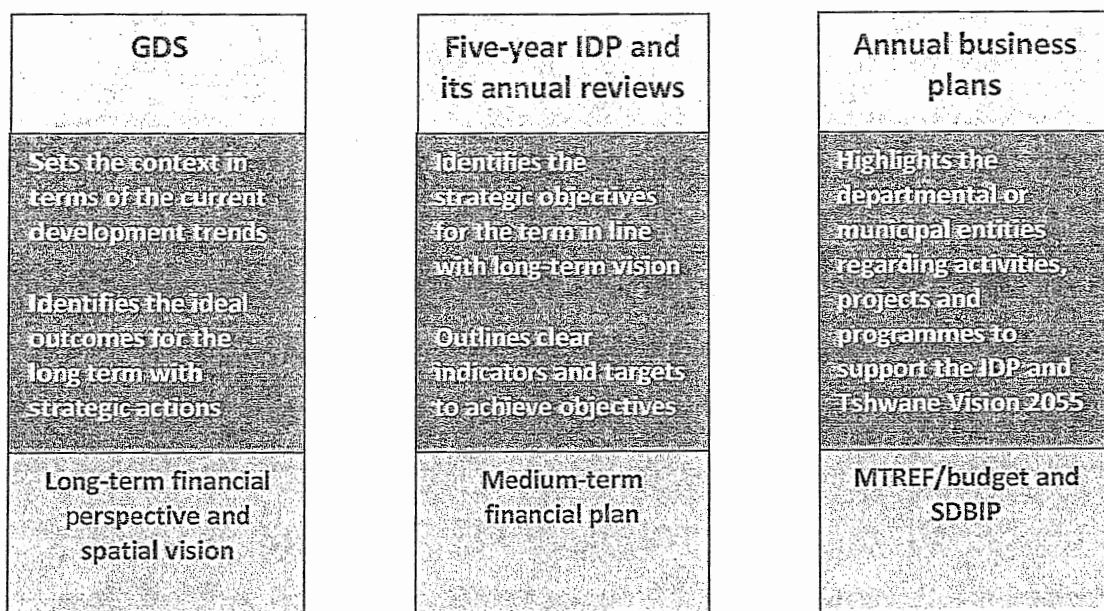 GDS
Sets the context in
terms of the current
development trends
Identifies the ideal
outcomes for the
long term with
strategic actions
Long-term financial
perspective and
spatial vision
Five-year IDP and
its annual reviews
Identifies the
strategic objectives
for the term in line
with long-term vision
Outlines clear
indicators and targets
to achieve objectives
Medium-term
financial plan
Annual business
plans
Highlights the
departmental or
municipal entities
regarding activities,
projects and
programmes to
support the IDP and
Tshwane Vision 2055
MTREF/budget and
SDBIP